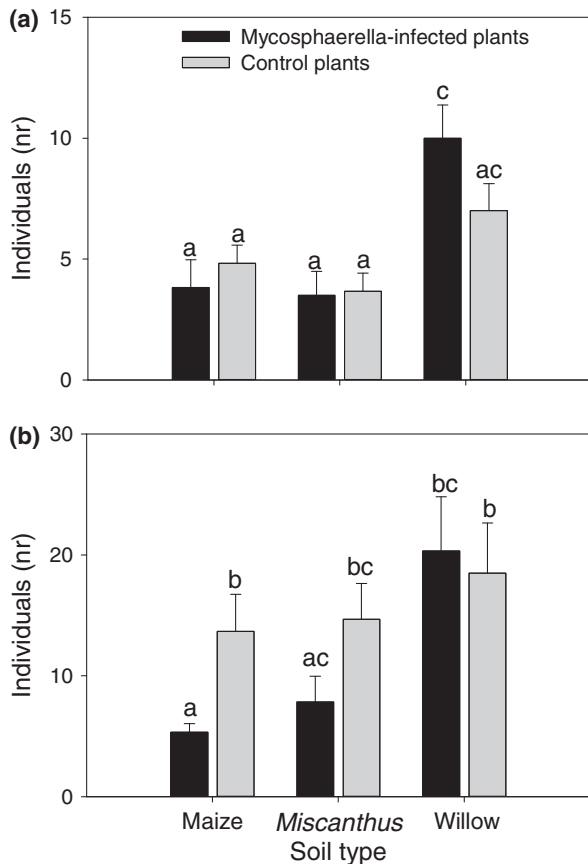 (a)
15
10
5
0
Individuals (nr)
Mycosphaerella-infected plants
Control plants
a
a
a
a
c
ac
(b)
30
20
10
0
Individuals (nr)
a
b
ac
bc
bc
b
Maize Miscanthus Willow
Soil type